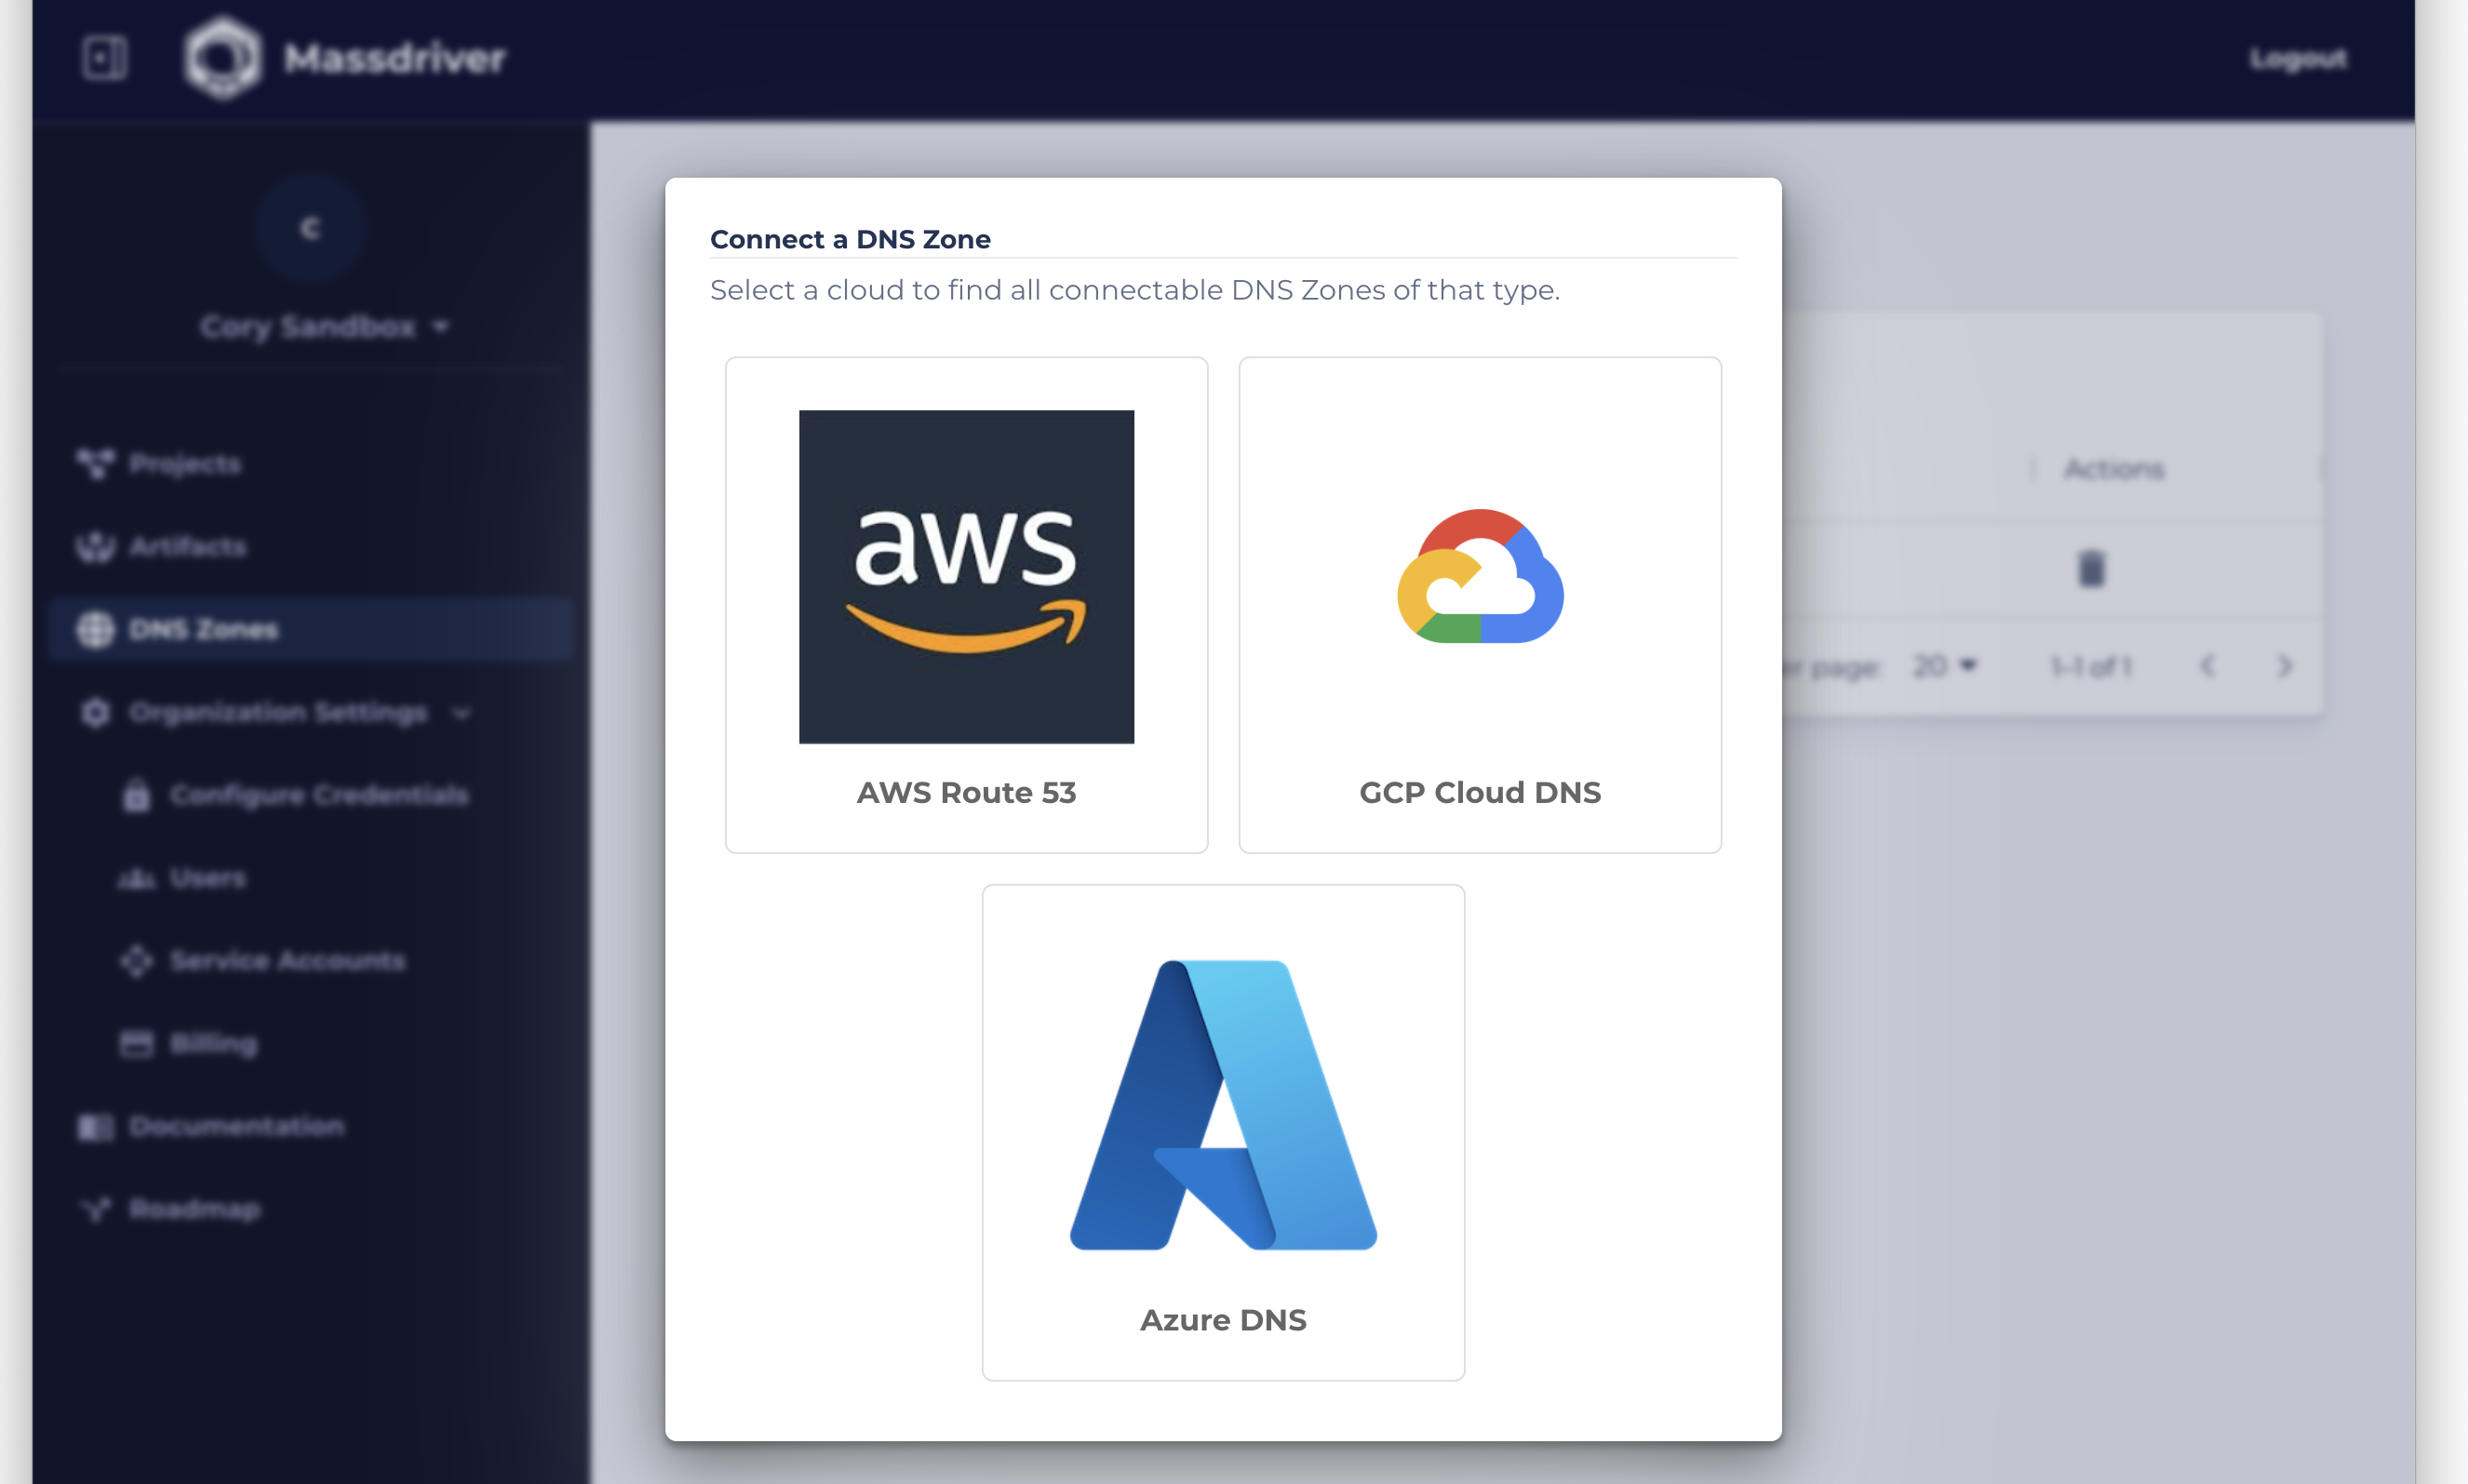 Massdriver
Logout
C
Cory Sandbox
Projects
Artifacts
DNS Zones
Organization Settings
Configure Credentials
Users
Service Accounts
Billing
Documentation
Roadmap
Connect a DNS Zone
Select a cloud to find all connectable DNS Zones of that type.
aws
AWS Route 53
GCP Cloud DNS
Azure DNS
Actions
page: 20 1-1 of 1